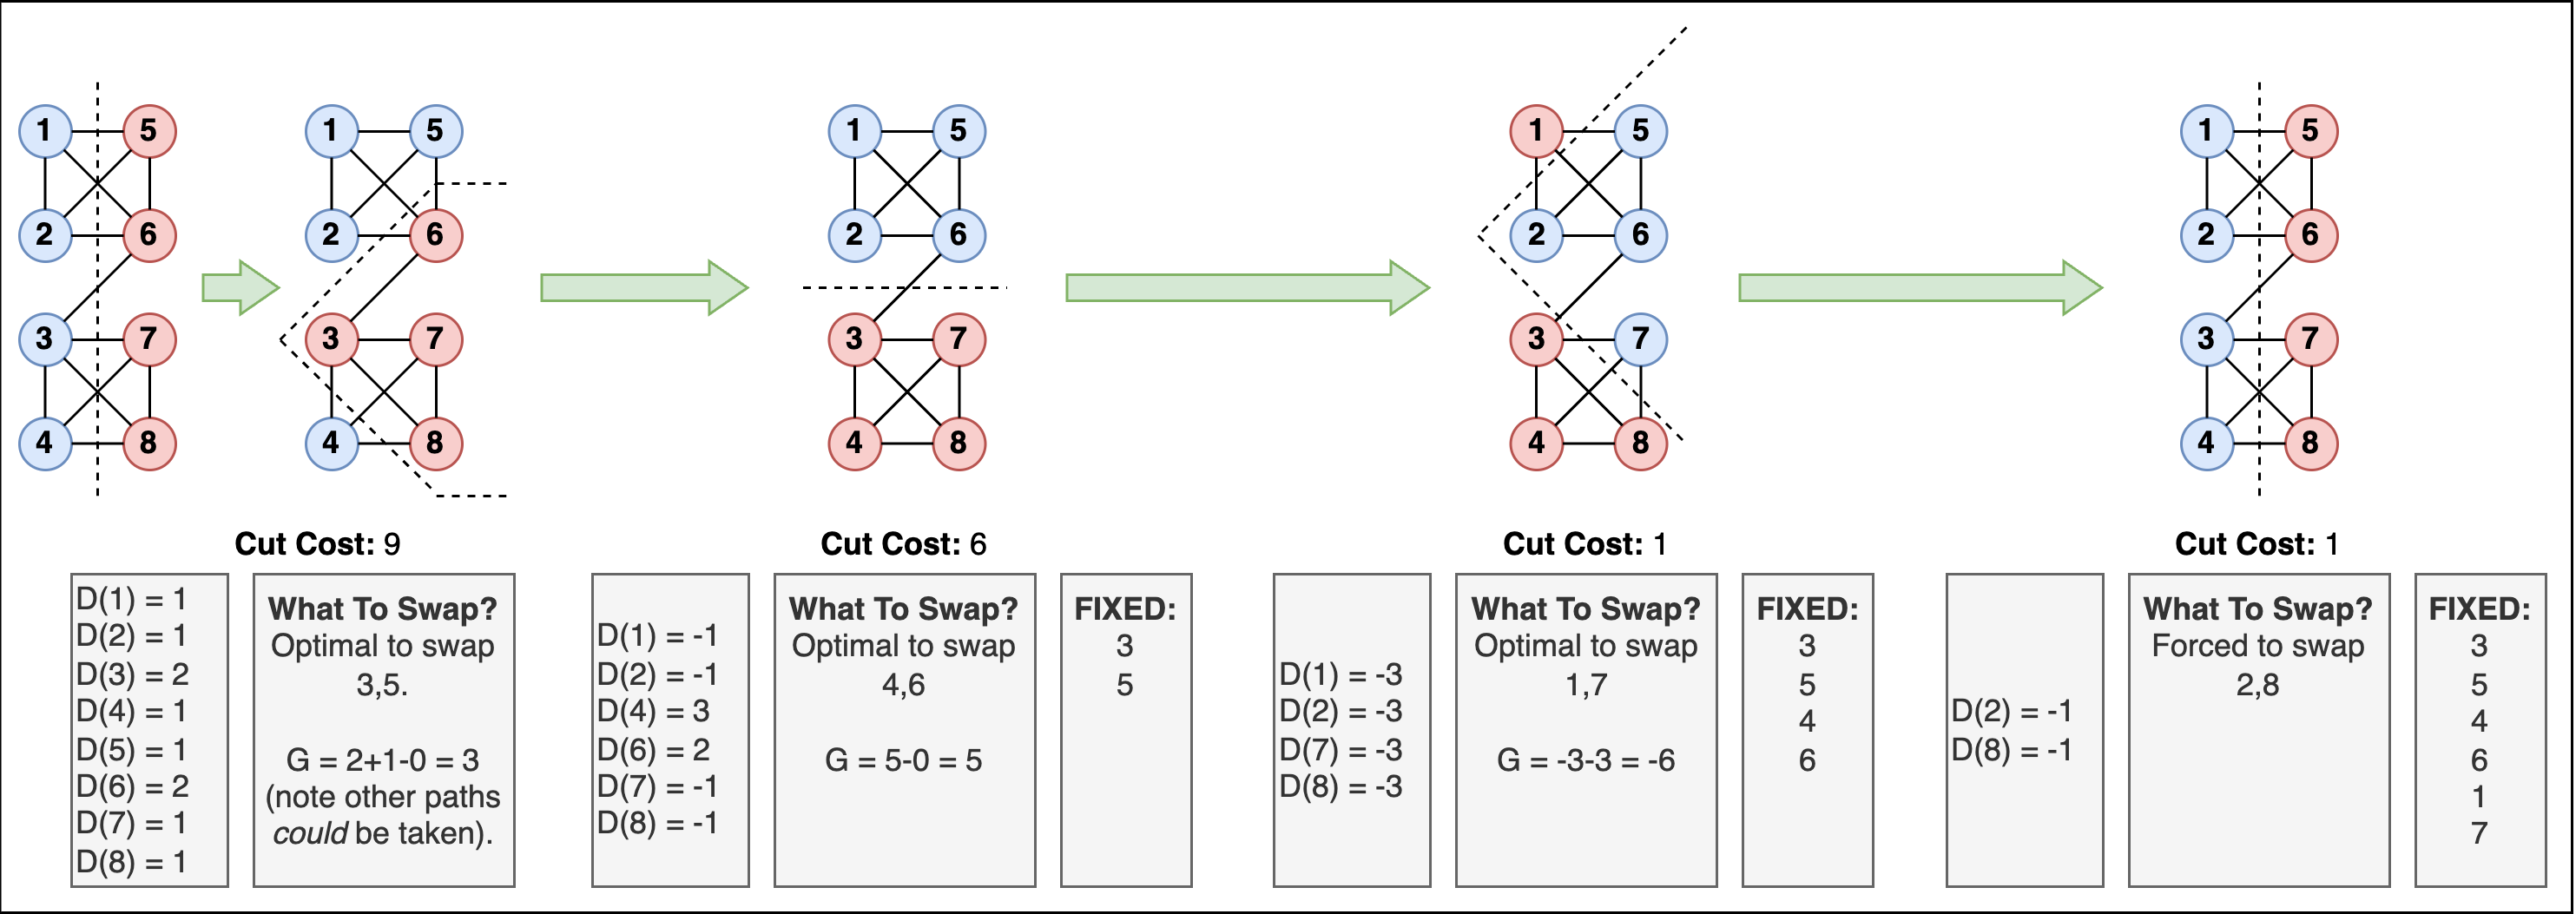 1 5
2 6
3 7
4 8
1 5
2 6
3 7
4 8
1 5
2 6
3 7
4 8
1 5
2 6
3 7
4 8
1 5
2 6
3 7
4 8
Cut Cost: 9
D(1) = 1
D(2) = 1
D(3) = 2
D(4) = 1
D(5) = 1
D(6) = 2
D(7) = 1
D(8) = 1
What To Swap?
Optimal to swap
3,5.
G = 2+1-0 = 3
(note other paths
could be taken).
Cut Cost: 6
D(1) = -1
D(2) = -1
D(4) = 3
D(6) = 2
D(7) = -1
D(8) = -1
What To Swap?
Optimal to swap
4,6
G = 5-0 = 5
FIXED:
3
5
Cut Cost: 1
D(1) = -3
D(2) = -3
D(7) = -3
D(8) = -3
What To Swap?
Optimal to swap
1,7
G = -3-3 = -6
FIXED:
3
5
4
6
Cut Cost: 1
D(2) = -1
D(8) = -1
What To Swap?
Forced to swap
2,8
FIXED:
3
5
4
6
1
7